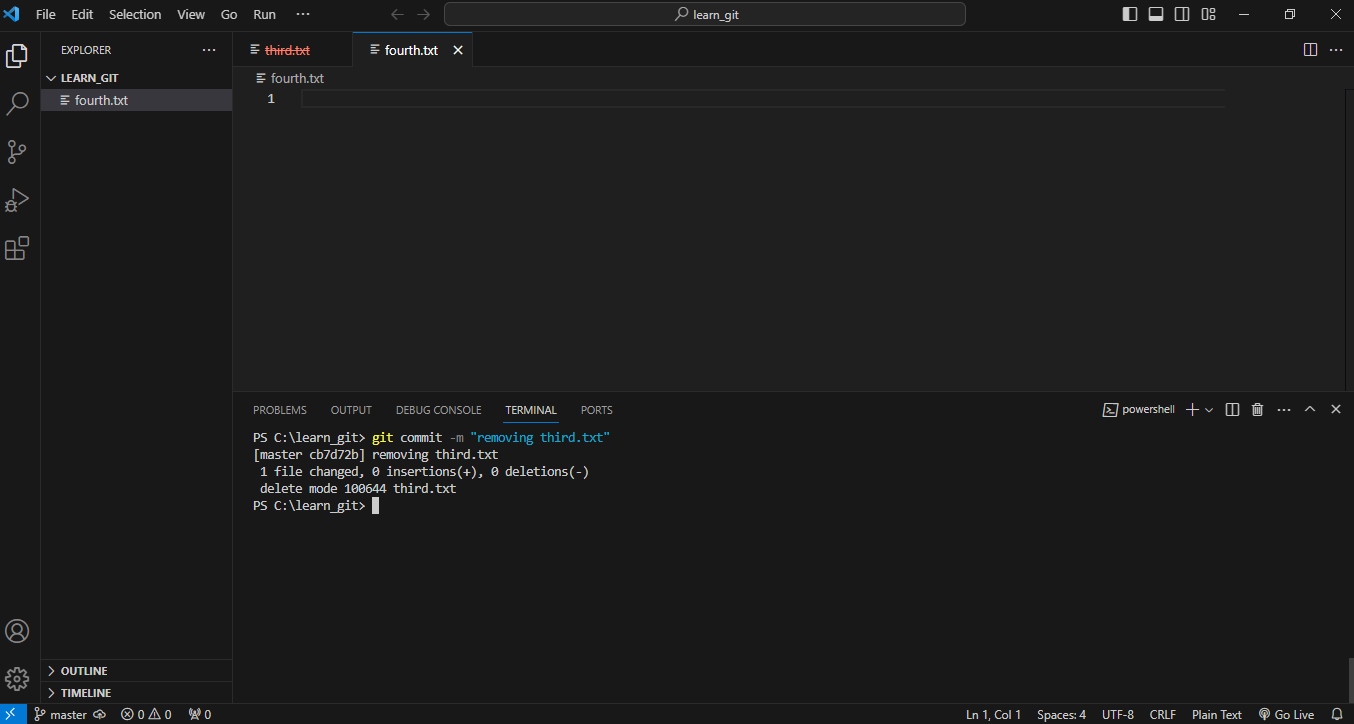 File Edit Selection View Go Run ··· learn_git
EXPLORER ···
third.txt fourth.txt
LEARN_GIT
fourth.txt
fourth.txt
1
PROBLEMS OUTPUT DEBUG CONSOLE TERMINAL PORTS powershell
PS C:\learn_git> git commit -m "removing third.txt"
[master cb7d72b] removing third.txt
1 file changed, 0 insertions(+), 0 deletions(-)
delete mode 100644 third.txt
PS C:\learn_git>
OUTLINE
TIMELINE
master 0 0 0 Ln 1, Col 1 Spaces: 4 UTF-8 CRLF Plain Text Go Live